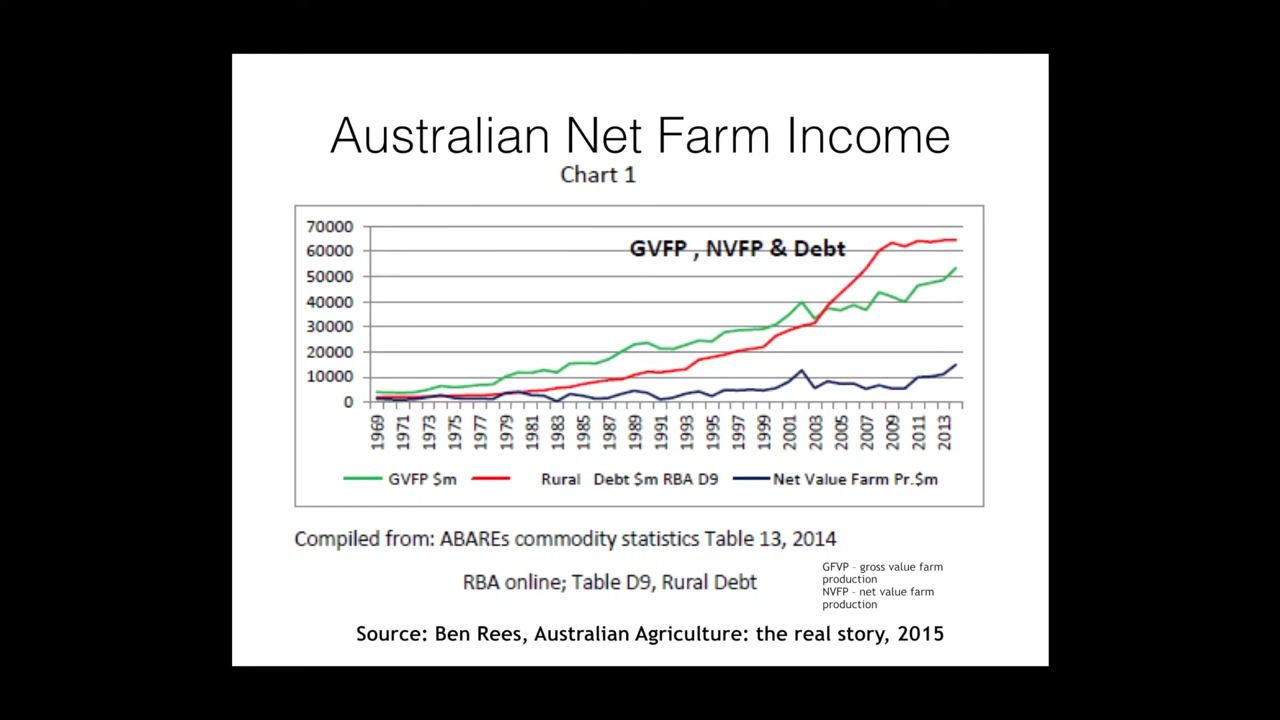 Australian Net Farm Income
Chart 1
GVFP , NVFP & Debt
70000
60000
50000
40000
30000
20000
10000
0
1969
1971
1973
1975
1977
1979
1981
1983
1985
1987
1989
1991
1993
1995
1997
1999
2001
2003
2005
2007
2009
2011
2013
GVFP $m
Rural Debt $m RBA D9
Net Value Farm Pr.$m
Compiled from: ABAREs commodity statistics Table 13, 2014
RBA online; Table D9, Rural Debt
GFVP - gross value farm
production
NVFP - net value farm
production
Source: Ben Rees, Australian Agriculture: the real story, 2015